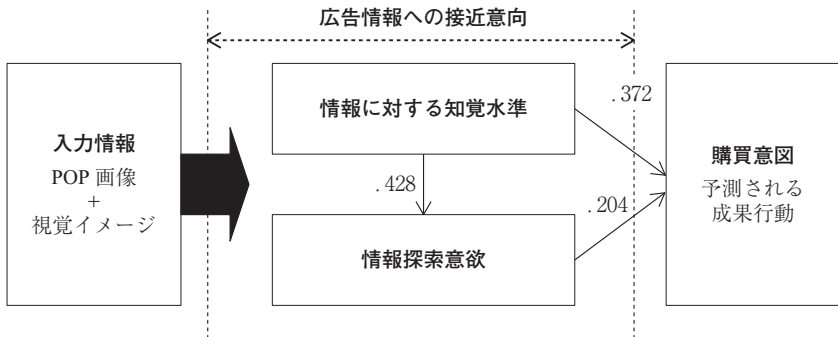 広告情報への接近意向
入力情報
POP 画像
+
視覚イメージ
情報に対する知覚水準
.428
情報探索意欲
.372
.204
購買意図
予測される
成果行動